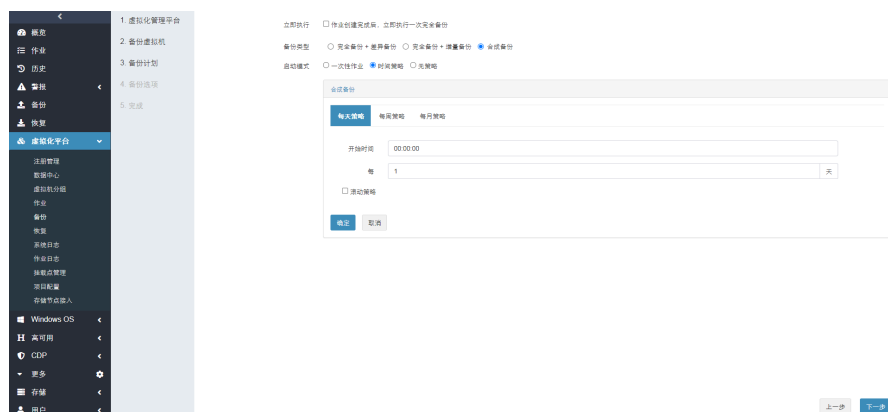 概览
作业
历史
警报
备份
恢复
虚拟化平台
注册管理
数据中心
虚拟机分组
作业
备份
恢复
系统日志
作业日志
挂载点管理
项目配置
存储节点接入
Windows OS
高可用
CDP
更多
存储
用户
1. 虚拟化管理平台
2. 备份虚拟机
3. 备份计划
4. 备份选项
5. 完成
立即执行 作业创建完成后，立即执行一次完全备份
备份类型 完全备份 + 差异备份 完全备份 + 增量备份 合成备份
启动模式 一次性作业 时间策略 无策略
合成备份
每天策略 每周策略 每月策略
开始时间 00:00:00
每 1 天
滚动策略
确定 取消
上一步 下一步